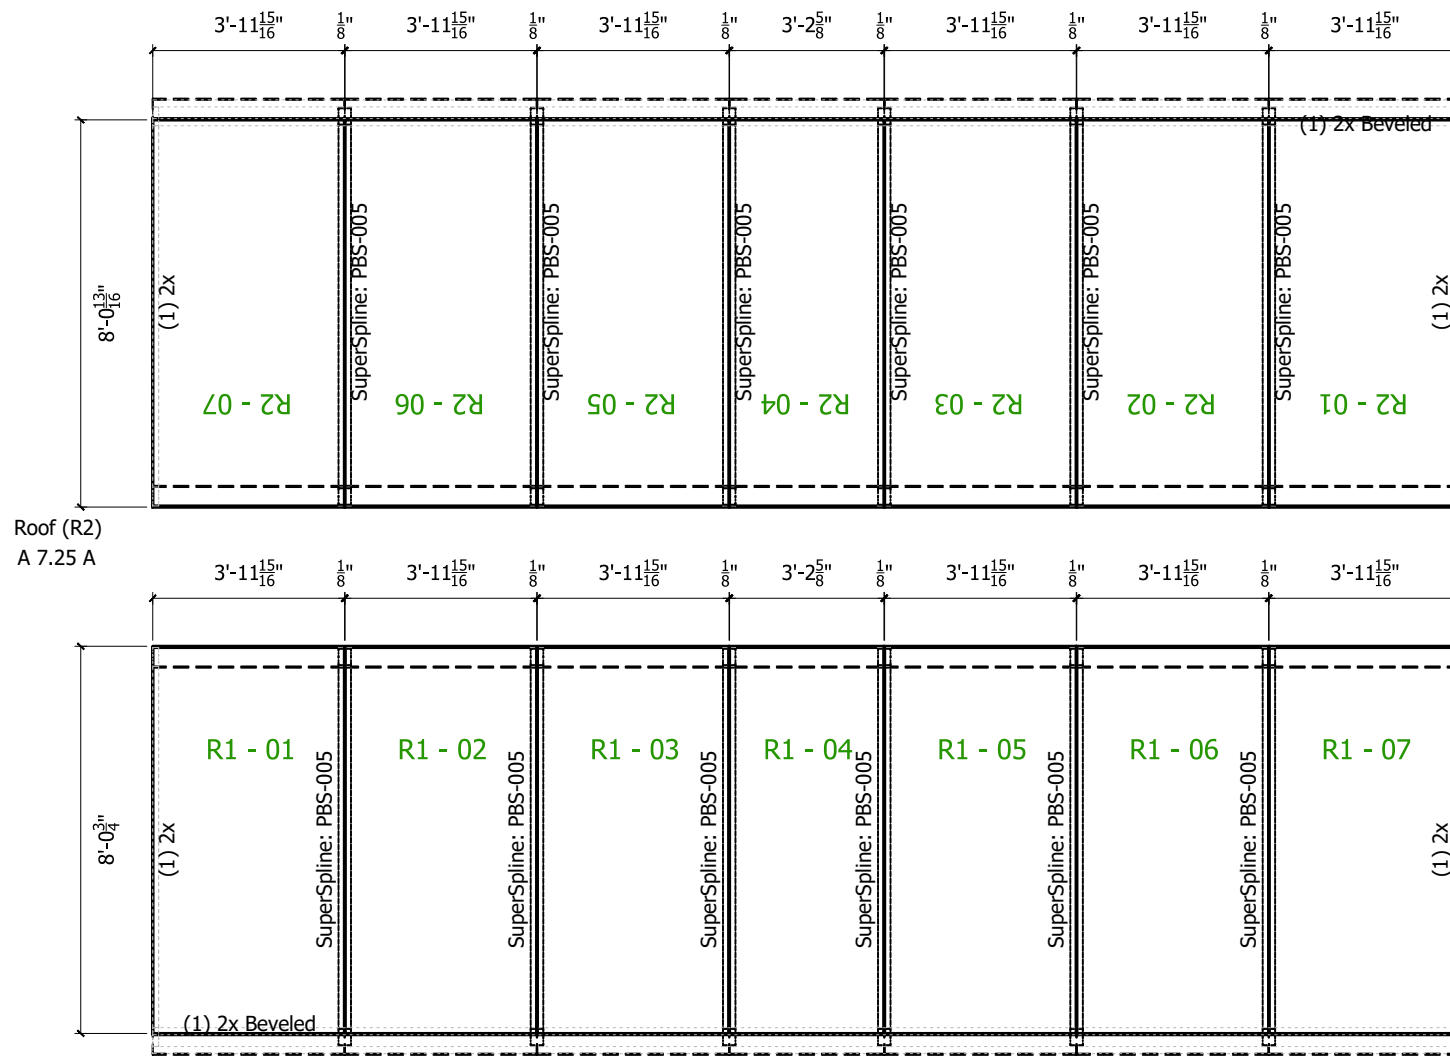 3'-11 15/16" 1/8" 3'-11 15/16" 1/8" 3'-11 15/16" 1/8" 3'-2 5/8" 1/8" 3'-11 15/16" 1/8" 3'-11 15/16" 1/8" 3'-11 15/16"
(1) 2x Beveled
8'-0 13/16"
(1) 2x
SuperSpline: PBS-005
SuperSpline: PBS-005
SuperSpline: PBS-005
SuperSpline: PBS-005
SuperSpline: PBS-005
SuperSpline: PBS-005
(1) 2x
R2 - 07
R2 - 06
R2 - 05
R2 - 04
R2 - 03
R2 - 02
R2 - 01
Roof (R2)
A 7.25 A
3'-11 15/16" 1/8" 3'-11 15/16" 1/8" 3'-11 15/16" 1/8" 3'-2 5/8" 1/8" 3'-11 15/16" 1/8" 3'-11 15/16" 1/8" 3'-11 15/16"
R1 - 01
R1 - 02
R1 - 03
R1 - 04
R1 - 05
R1 - 06
R1 - 07
8'-0 3/4"
(1) 2x
SuperSpline: PBS-005
SuperSpline: PBS-005
SuperSpline: PBS-005
SuperSpline: PBS-005
SuperSpline: PBS-005
SuperSpline: PBS-005
(1) 2x
(1) 2x Beveled